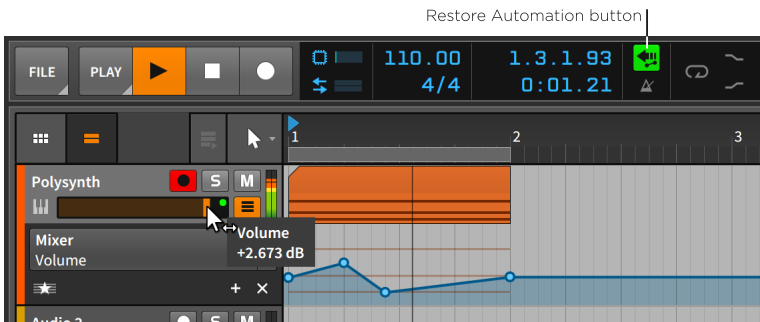 Restore Automation button
FILE
PLAY
110.00
4/4
1.3.1.93
0:01.21
1
2
3
Polysynth
S
M
Volume
+2.673 dB
Mixer
Volume
Audio 2
S
M